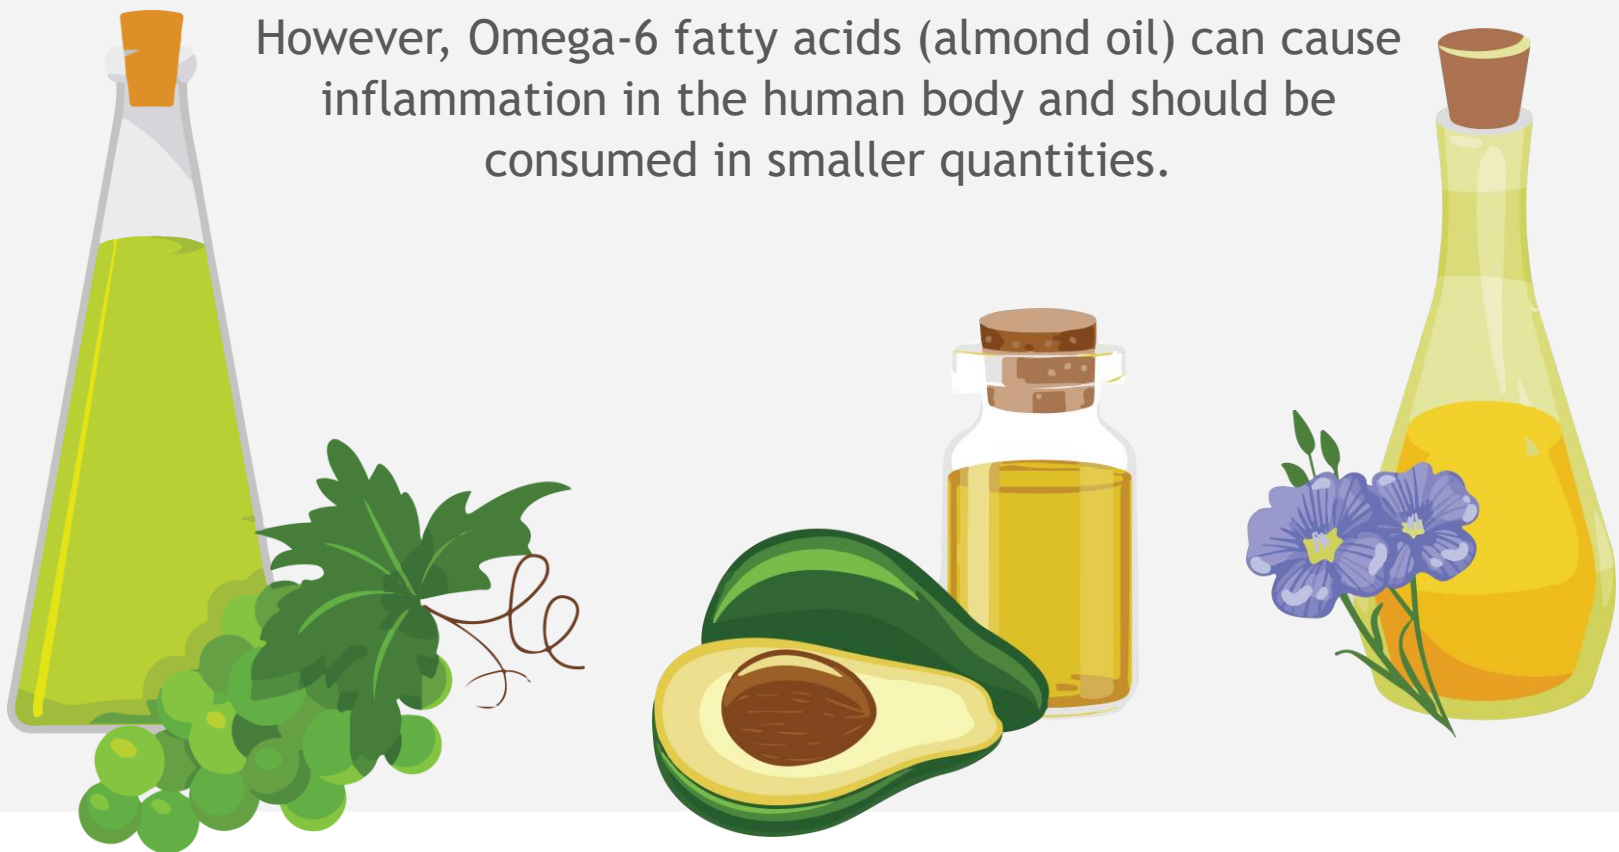 However, Omega-6 fatty acids (almond oil) can cause
inflammation in the human body and should be
consumed in smaller quantities.